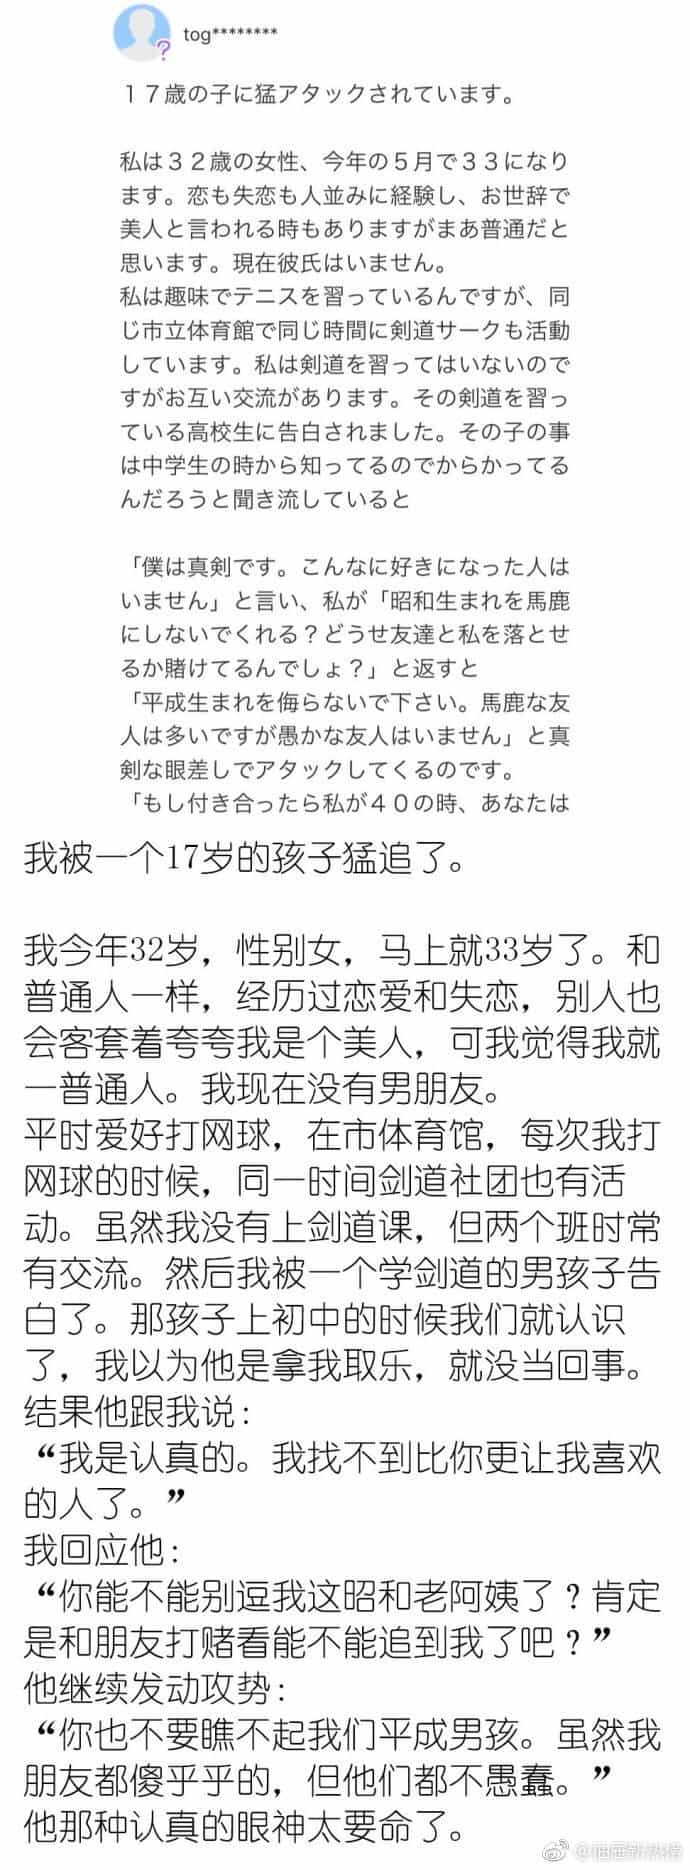 tog********
１７歳の子に猛アタックされています。
私は３２歳の女性、今年の５月で３３になり
ます。恋も失恋も人並みに経験し、お世辞で
美人と言われる時もありますがまあ普通だと
思います。現在彼氏はいません。
私は趣味でテニスを習っているんですが、同
じ市立体育館で同じ時間に剣道サークも活動
しています。私は剣道を習ってはいないので
すがお互い交流があります。その剣道を習っ
ている高校生に告白されました。その子の事
は中学生の時から知ってるのでからかってる
んだろうと聞き流していると
「僕は真剣です。こんなに好きになった人は
いません」と言い、私が「昭和生まれを馬鹿
にしないでくれる？どうせ友達と私を落とせ
るか賭けてるんでしょ？」と返すと
「平成生まれを侮らないで下さい。馬鹿な友
人は多いですが愚かな友人はいません」と真
剣な眼差しでアタックしてくるのです。
「もし付き合ったら私が４０の時、あなたは
我被一个17岁的孩子猛追了。
我今年32岁，性别女，马上就33岁了。和
普通人一样，经历过恋爱和失恋，别人也
会客套着夸夸我是个美人，可我觉得我就
一普通人。我现在没有男朋友。
平时爱好打网球，在市体育馆，每次我打
网球的时候，同一时间剑道社团也有活
动。虽然我没有上剑道课，但两个班时常
有交流。然后我被一个学剑道的男孩子告
白了。那孩子上初中的时候我们就认识
了，我以为他是拿我取乐，就没当回事。
结果他跟我说：
“我是认真的。我找不到比你更让我喜欢
的人了。”
我回应他：
“你能不能别逗我这昭和老阿姨了？肯定
是和朋友打赌看能不能追到我了吧？”
他继续发动攻势：
“你也不要瞧不起我们平成男孩。虽然我
朋友都傻乎乎的，但他们都不愚蠢。”
他那种认真的眼神太要命了。